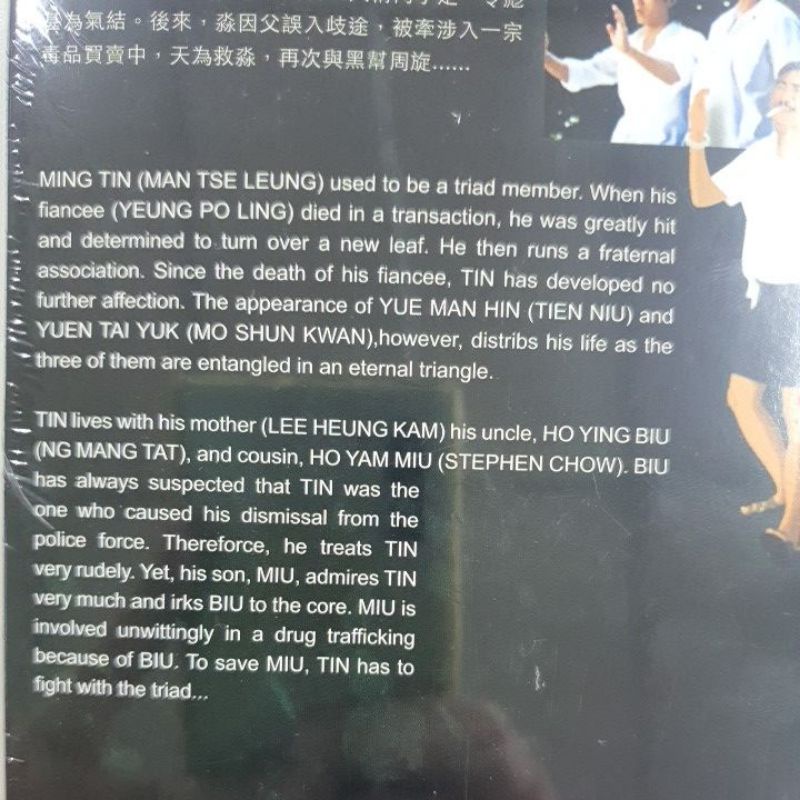 甚為氣結。後來，淼因父誤入歧途，被牽涉入一宗
毒品買賣中，天為救淼，再次與黑幫周旋......
MING TIN (MAN TSE LEUNG) used to be a triad member. When his
fiancee (YEUNG PO LING) died in a transaction, he was greatly hit
and determined to turn over a new leaf. He then runs a fraternal
association. Since the death of his fiancee, TIN has developed no
further affection. The appearance of YUE MAN HIN (TIEN NIU) and
YUEN TAI YUK (MO SHUN KWAN),however, distribs his life as the
three of them are entangled in an eternal triangle.
TIN lives with his mother (LEE HEUNG KAM) his uncle, HO YING BIU
(NG MANG TAT), and cousin, HO YAM MIU (STEPHEN CHOW). BIU
has always suspected that TIN was the
one who caused his dismissal from the
police force. Thereforce, he treats TIN
very rudely. Yet, his son, MIU, admires TIN
very much and irks BIU to the core. MIU is
involved unwittingly in a drug trafficking
because of BIU. To save MIU, TIN has to
fight with the triad...